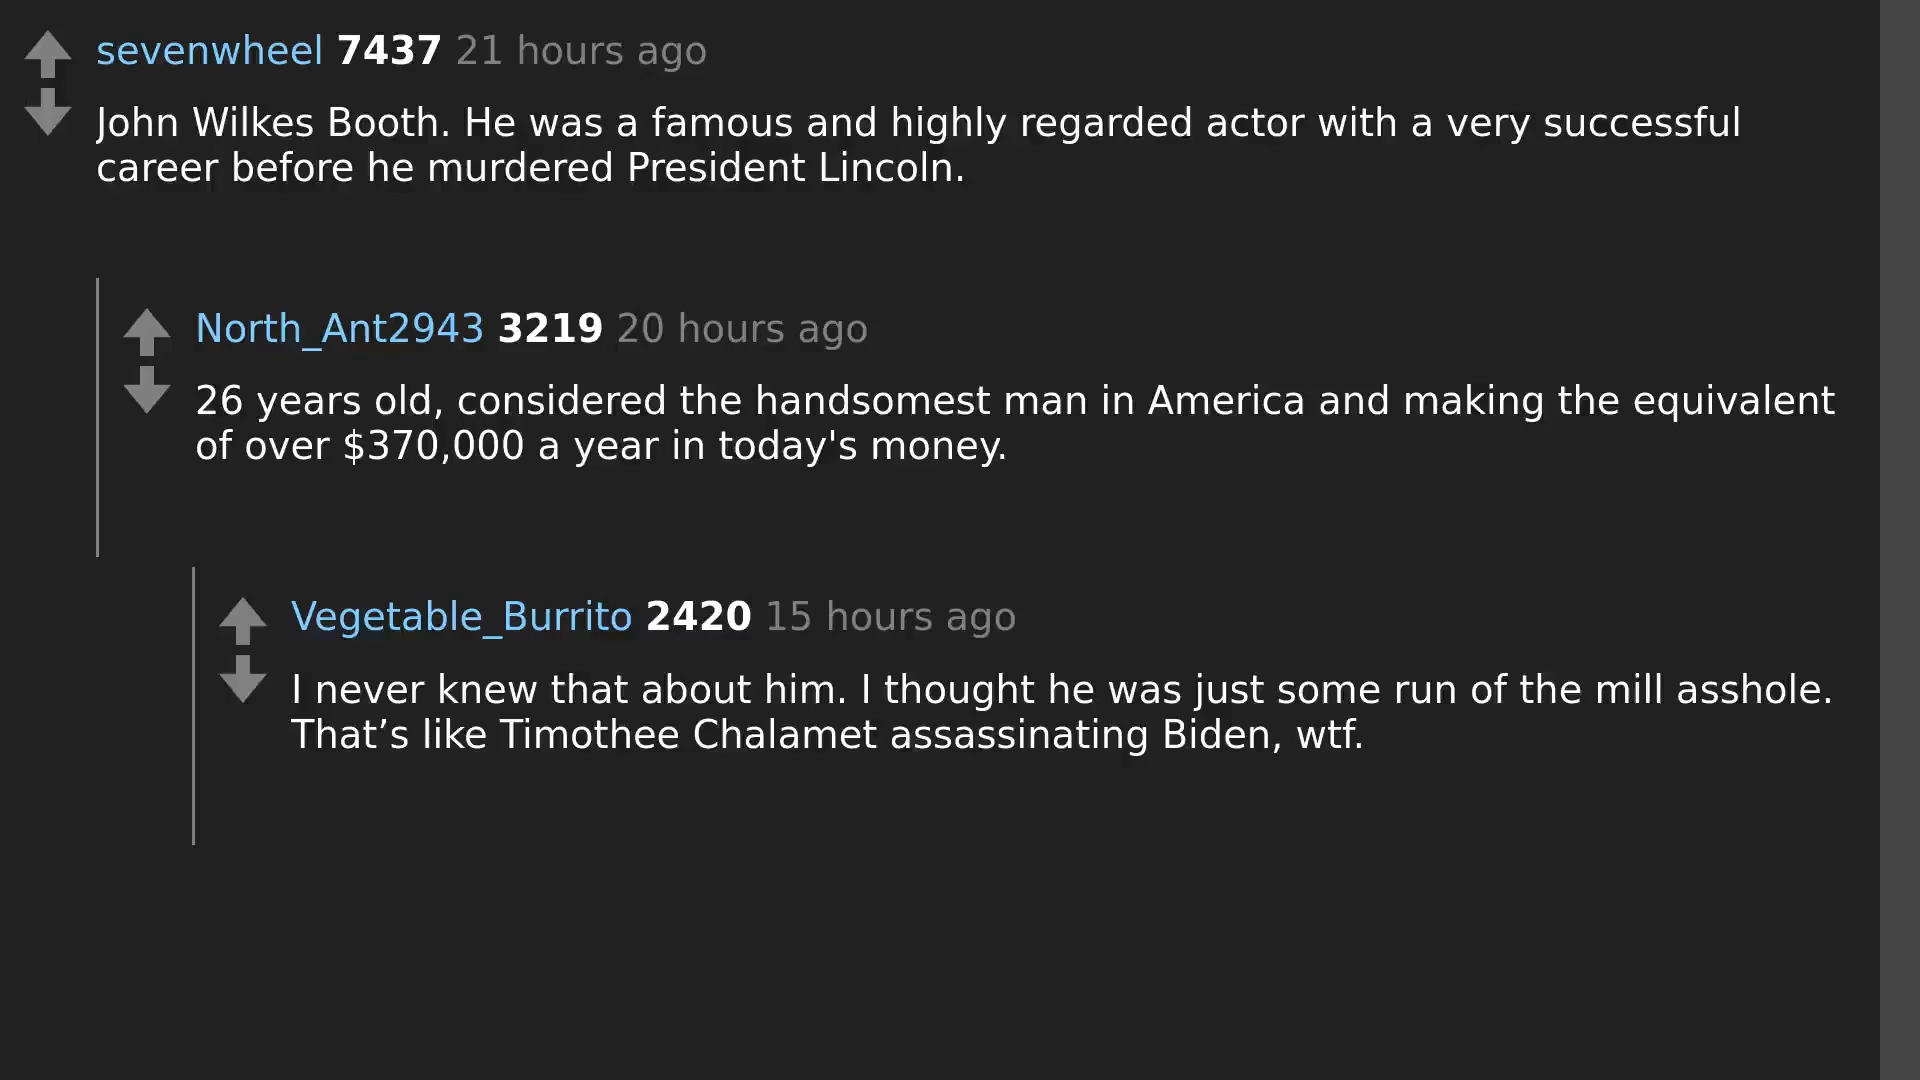 sevenwheel 7437 21 hours ago
John Wilkes Booth. He was a famous and highly regarded actor with a very successful
career before he murdered President Lincoln.
North_Ant2943 3219 20 hours ago
26 years old, considered the handsomest man in America and making the equivalent
of over $370,000 a year in today's money.
Vegetable_Burrito 2420 15 hours ago
I never knew that about him. I thought he was just some run of the mill asshole.
That’s like Timothee Chalamet assassinating Biden, wtf.